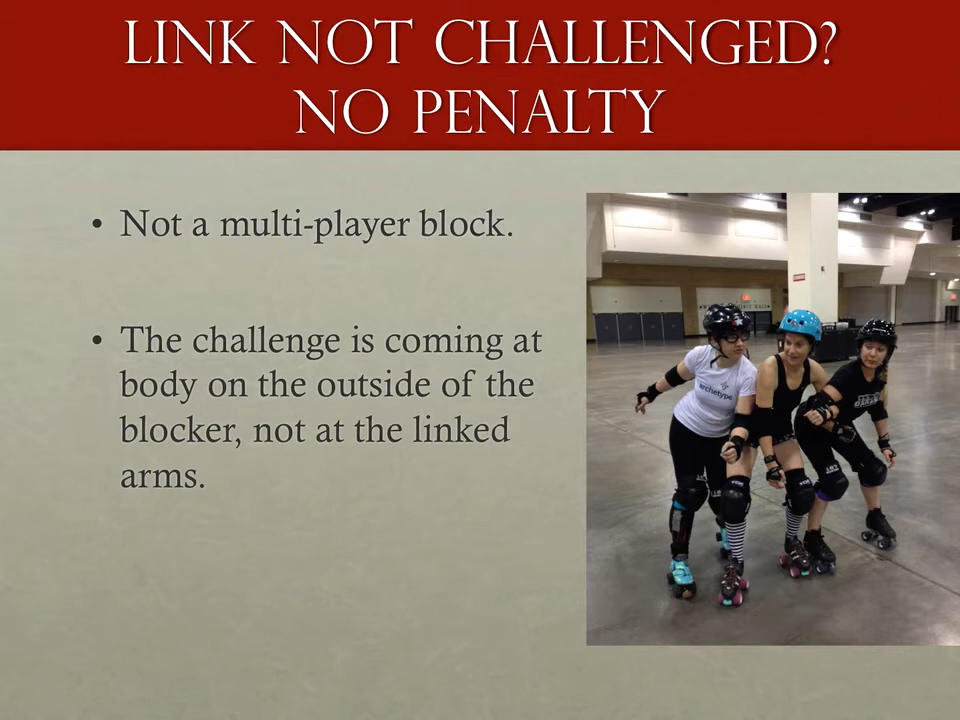 LINK NOT CHALLENGED?
NO PENALTY
• Not a multi-player block.
• The challenge is coming at
body on the outside of the
blocker, not at the linked
arms.
archetype